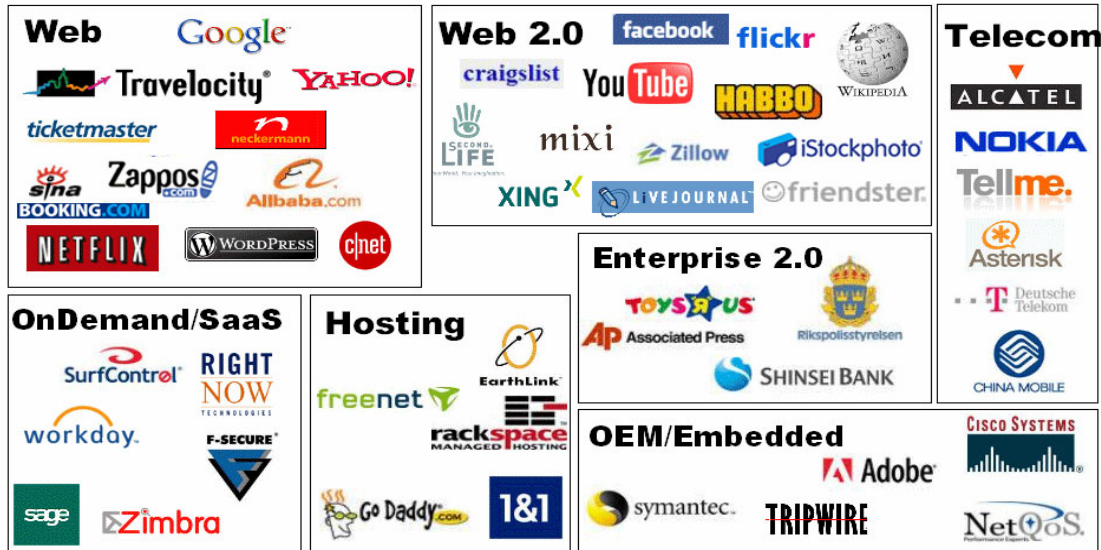 Web
Google
Travelocity®
YAHOO!
ticketmaster
neckermann
sina
Zappos
.com
Alibaba.com
BOOKING.COM
NETFLIX
WORDPRESS
c|net
Web 2.0
facebook
flickr
craigslist
YouTube
HABBO
WIKIPEDIA
SECOND
LIFE
mixi
Zillow
iStockphoto
XING
LIVEJOURNAL
friendster.
Telecom
ALCATEL
NOKIA
Tellme.
Asterisk
T Deutsche
Telekom
CHINA MOBILE
Enterprise 2.0
TOYS R US
AP Associated Press
Rikspolisstyrelsen
SHINSEI BANK
OnDemand/SaaS
SurfControl
RIGHT
NOW
TECHNOLOGIES
workday
F-SECURE®
sage
Zimbra
Hosting
EarthLink
freenet
rackspace
MANAGED HOSTING
Go Daddy.COM
1&1
OEM/Embedded
CISCO SYSTEMS
Adobe
symantec
TRIPWIRE
NetQoS
Performance Experts